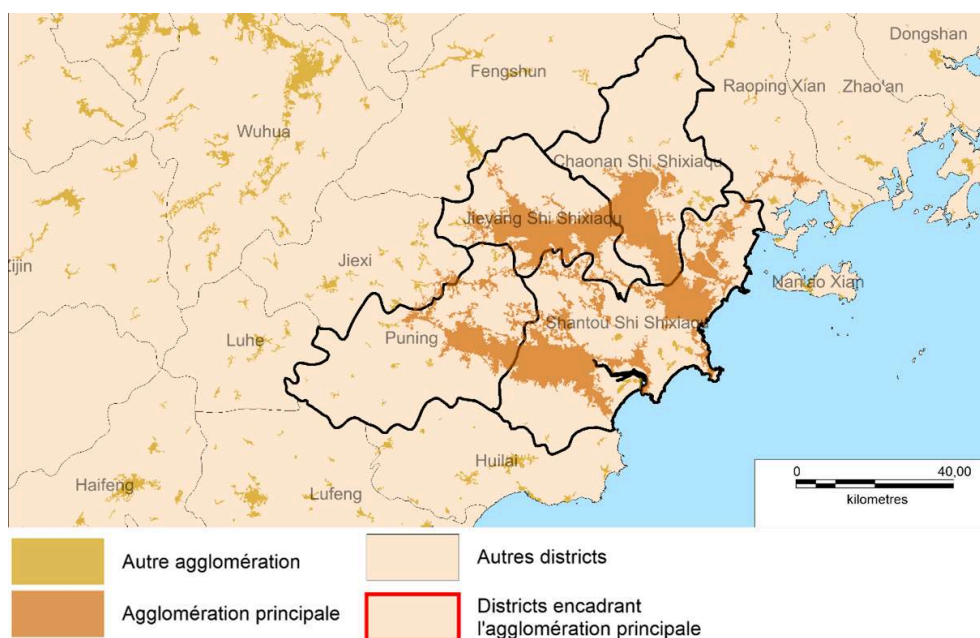 Dongshan
Fengshun
Raoping Xian
Zhao'an
Wuhua
Chaonan Shi Shixiaqu
Jieyang Shi Shixiaqu
Zijin
Jiexi
Nan'ao Xian
Shantou Shi Shixiaqu
Luhe
Puning
Huilai
Haifeng
Lufeng
0
40,00
kilometres
Autre agglomération
Autres districts
Agglomération principale
Districts encadrant
l'agglomération principale